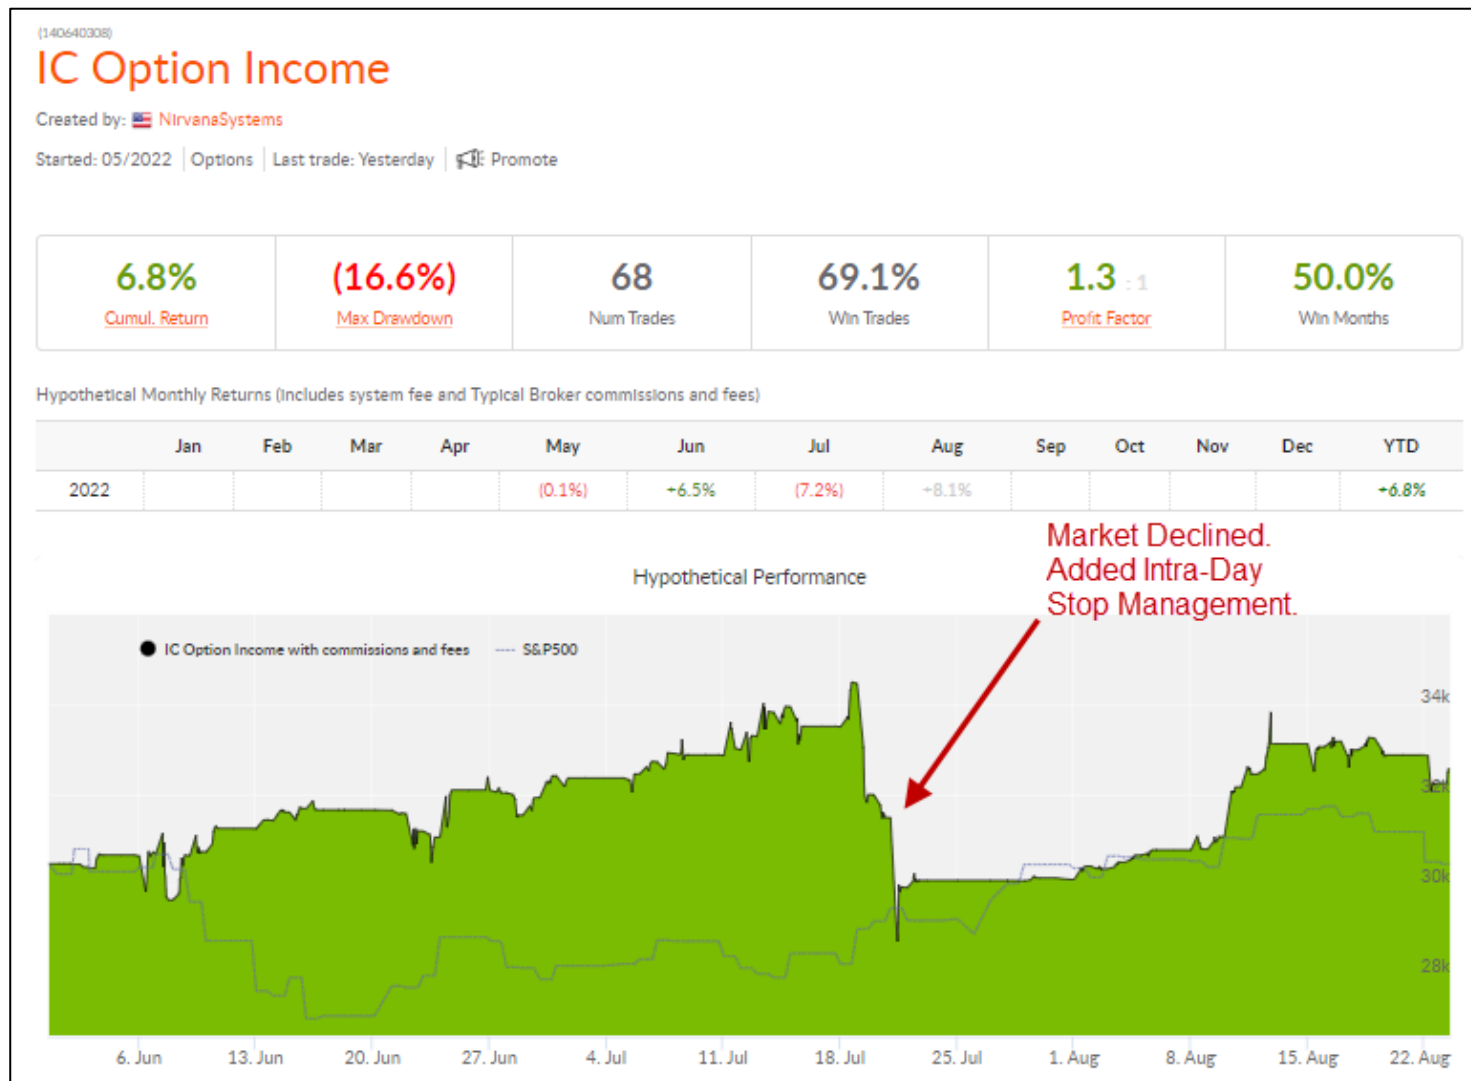 (140640308)
IC Option Income
Created by: NirvanaSystems
Started: 05/2022 Options Last trade: Yesterday Promote
6.8% (16.6%) 68 69.1% 1.3 : 1 50.0%
Cumul. Return Max Drawdown Num Trades Win Trades Profit Factor Win Months
Hypothetical Monthly Returns (includes system fee and Typical Broker commissions and fees)
Jan Feb Mar Apr May Jun Jul Aug Sep Oct Nov Dec YTD
2022 (0.1%) +6.5% (7.2%) +8.1% +6.8%
Market Declined.
Added Intra-Day
Stop Management.
Hypothetical Performance
IC Option Income with commissions and fees S&P500
34k
32k
30k
28k
6. Jun 13. Jun 20. Jun 27. Jun 4. Jul 11. Jul 18. Jul 25. Jul 1. Aug 8. Aug 15. Aug 22. Aug